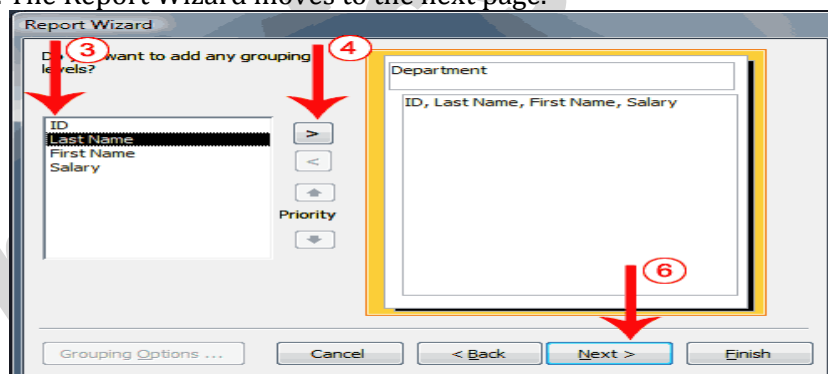 . The Report Wizard moves to the next page.
Report Wizard
3
4
want to add any grouping
levels?
Department
ID, Last Name, First Name, Salary
ID
Last Name
First Name
Salary
>
<
Priority
6
Grouping Options ...
Cancel
< Back
Next >
Finish